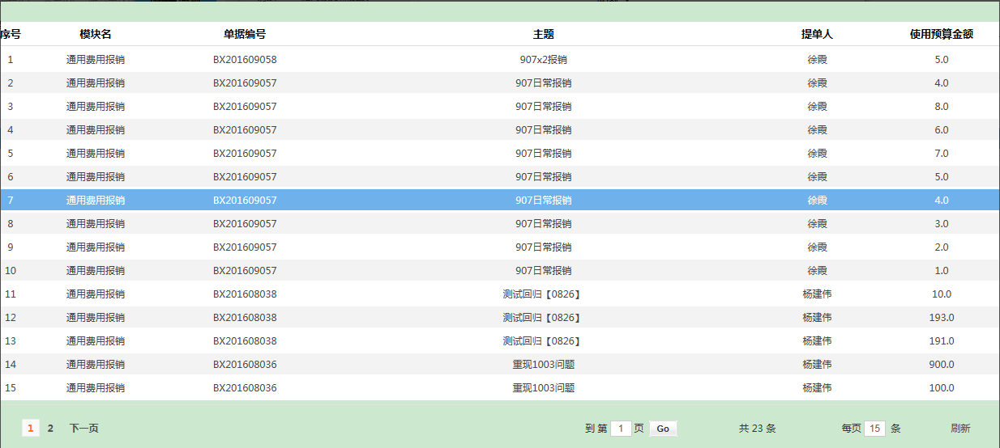 序号 模块名 单据编号 主题 提单人 使用预算金额
1 通用费用报销 BX201609058 907x2报销 徐霞 5.0
2 通用费用报销 BX201609057 907日常报销 徐霞 4.0
3 通用费用报销 BX201609057 907日常报销 徐霞 8.0
4 通用费用报销 BX201609057 907日常报销 徐霞 6.0
5 通用费用报销 BX201609057 907日常报销 徐霞 7.0
6 通用费用报销 BX201609057 907日常报销 徐霞 5.0
7 通用费用报销 BX201609057 907日常报销 徐霞 4.0
8 通用费用报销 BX201609057 907日常报销 徐霞 3.0
9 通用费用报销 BX201609057 907日常报销 徐霞 2.0
10 通用费用报销 BX201609057 907日常报销 徐霞 1.0
11 通用费用报销 BX201608038 测试回归【0826】 杨建伟 10.0
12 通用费用报销 BX201608038 测试回归【0826】 杨建伟 193.0
13 通用费用报销 BX201608038 测试回归【0826】 杨建伟 191.0
14 通用费用报销 BX201608036 重现1003问题 杨建伟 900.0
15 通用费用报销 BX201608036 重现1003问题 杨建伟 100.0
1 2 下一页 到 第 1 页 Go 共 23 条 每页 15 条 刷新